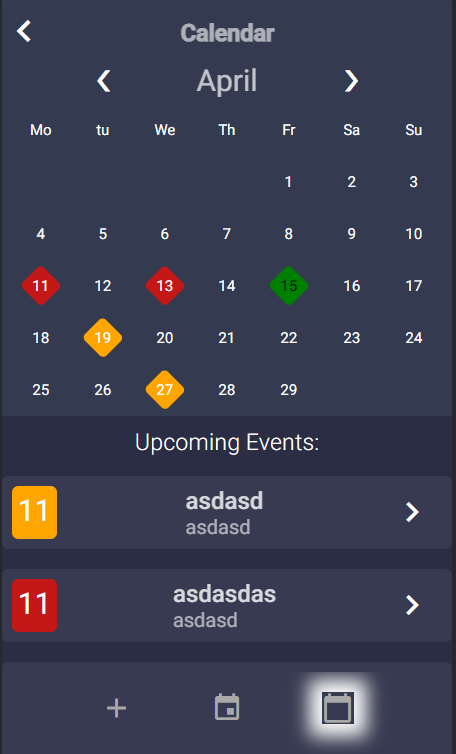 Calendar
April
Mo tu We Th Fr Sa Su
1 2 3
4 5 6 7 8 9 10
11 12 13 14 15 16 17
18 19 20 21 22 23 24
25 26 27 28 29
Upcoming Events:
11 asdasd
asdasd
11 asdasdas
asdasd